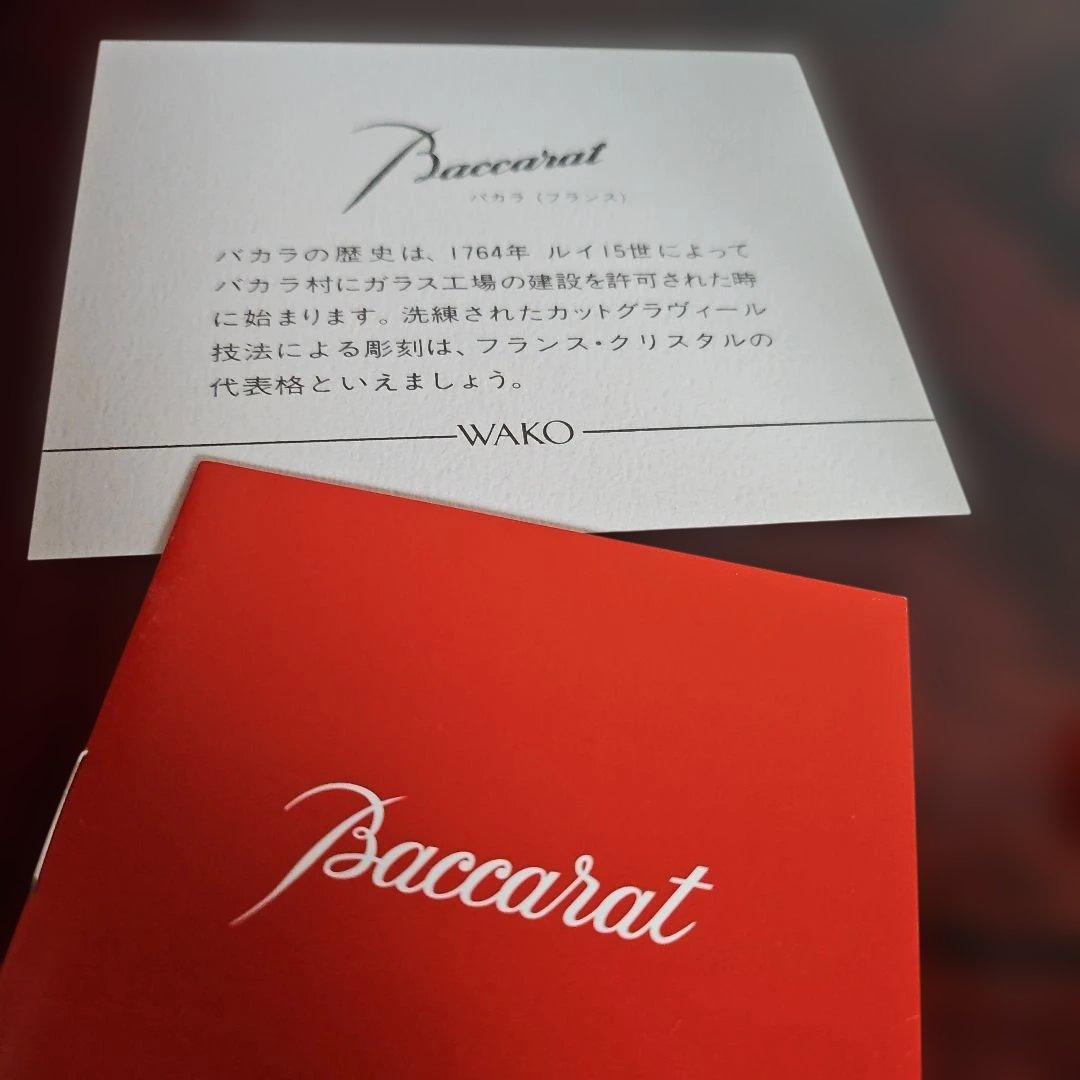 Baccarat
バカラ（フランス）
バカラの歴史は、1764年 ルイ15世によって
バカラ村にガラス工場の建設を許可された時
に始まります。洗練されたカットグラヴィール
技法による彫刻は、フランス・クリスタルの
代表格といえましょう。
WAKO
Baccarat